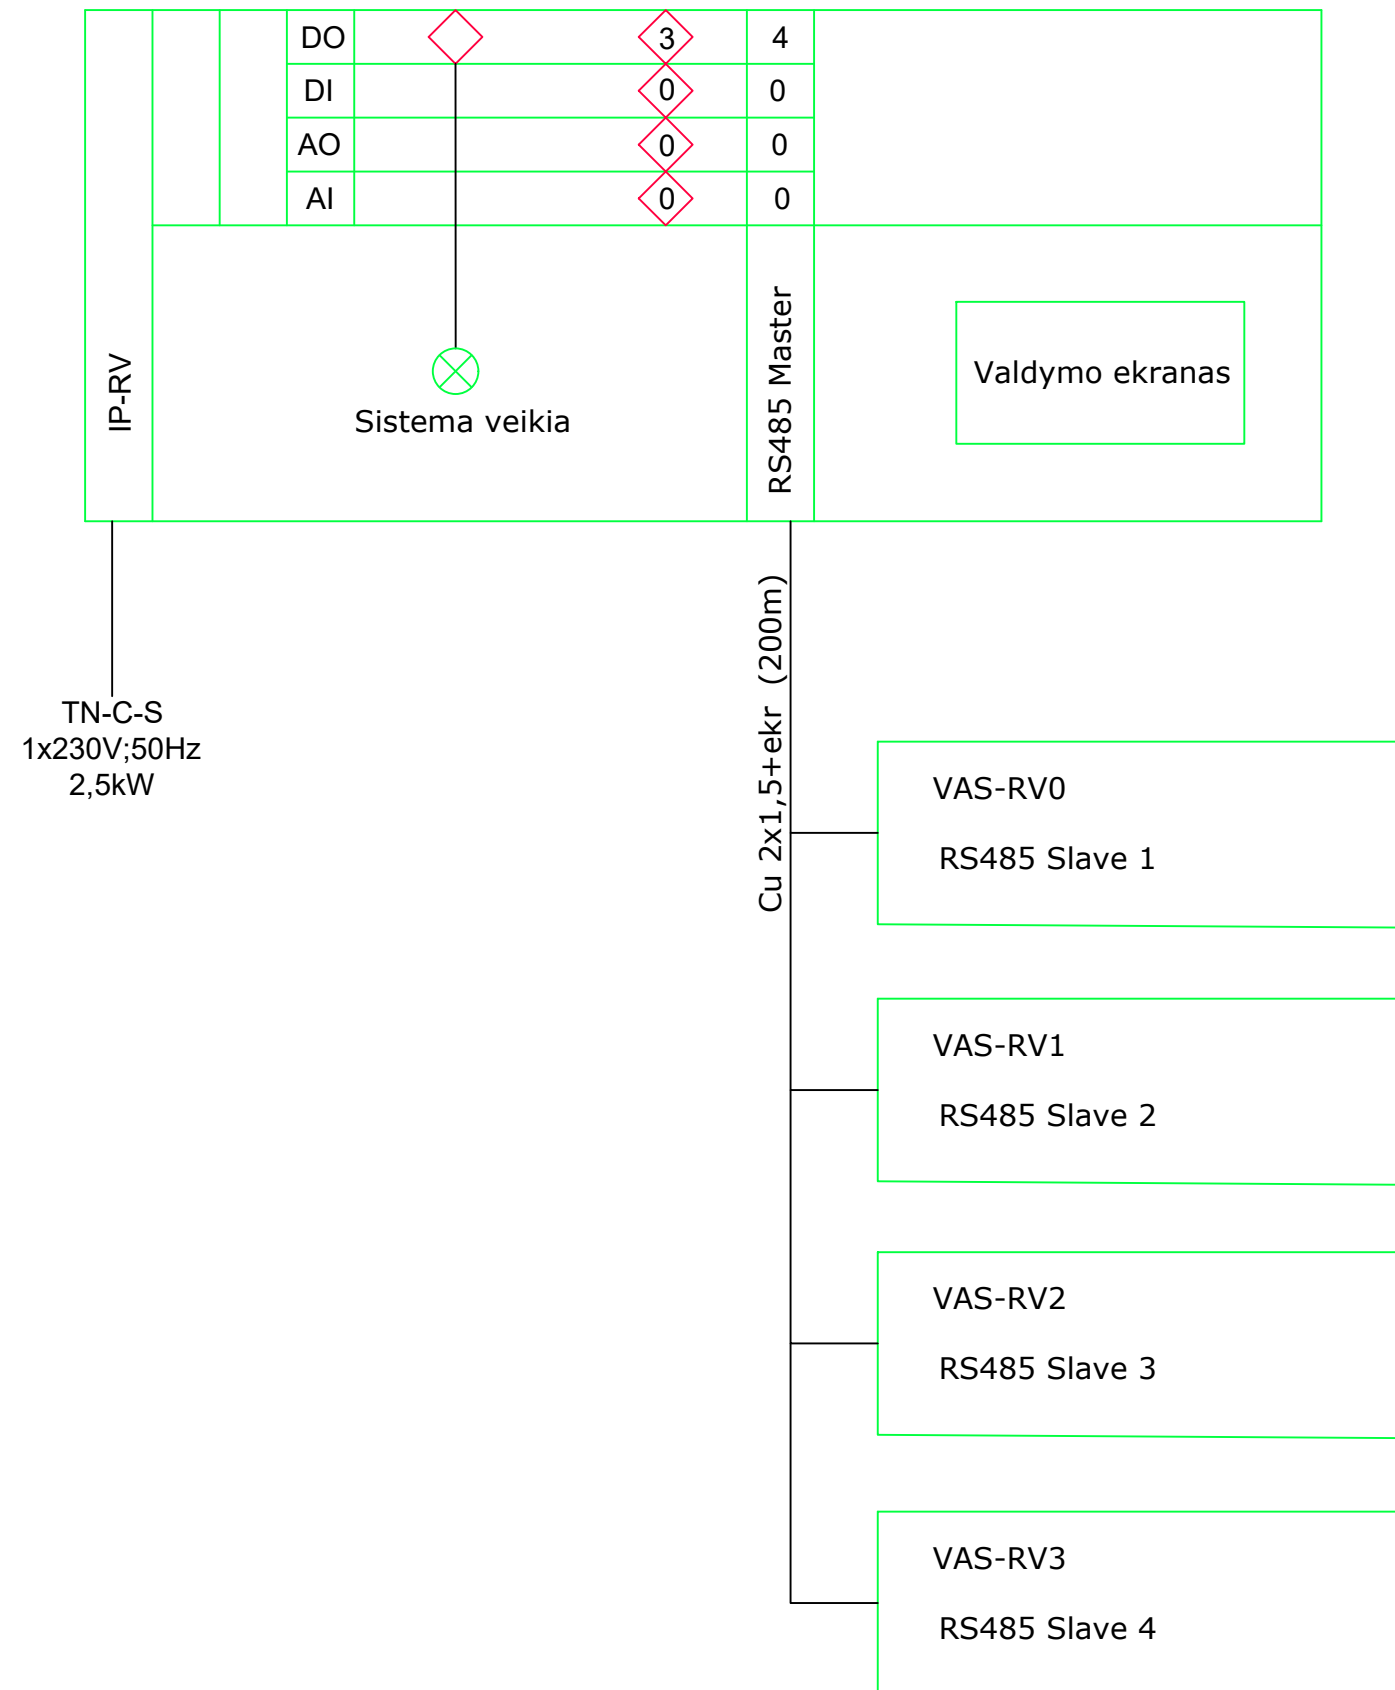 DO 3 4
DI 0 0
AO 0 0
AI 0 0
IP-RV
Sistema veikia
RS485 Master
Valdymo ekranas
TN-C-S
1x230V;50Hz
2,5kW
Cu 2x1,5+ekr (200m)
VAS-RV0
RS485 Slave 1
VAS-RV1
RS485 Slave 2
VAS-RV2
RS485 Slave 3
VAS-RV3
RS485 Slave 4